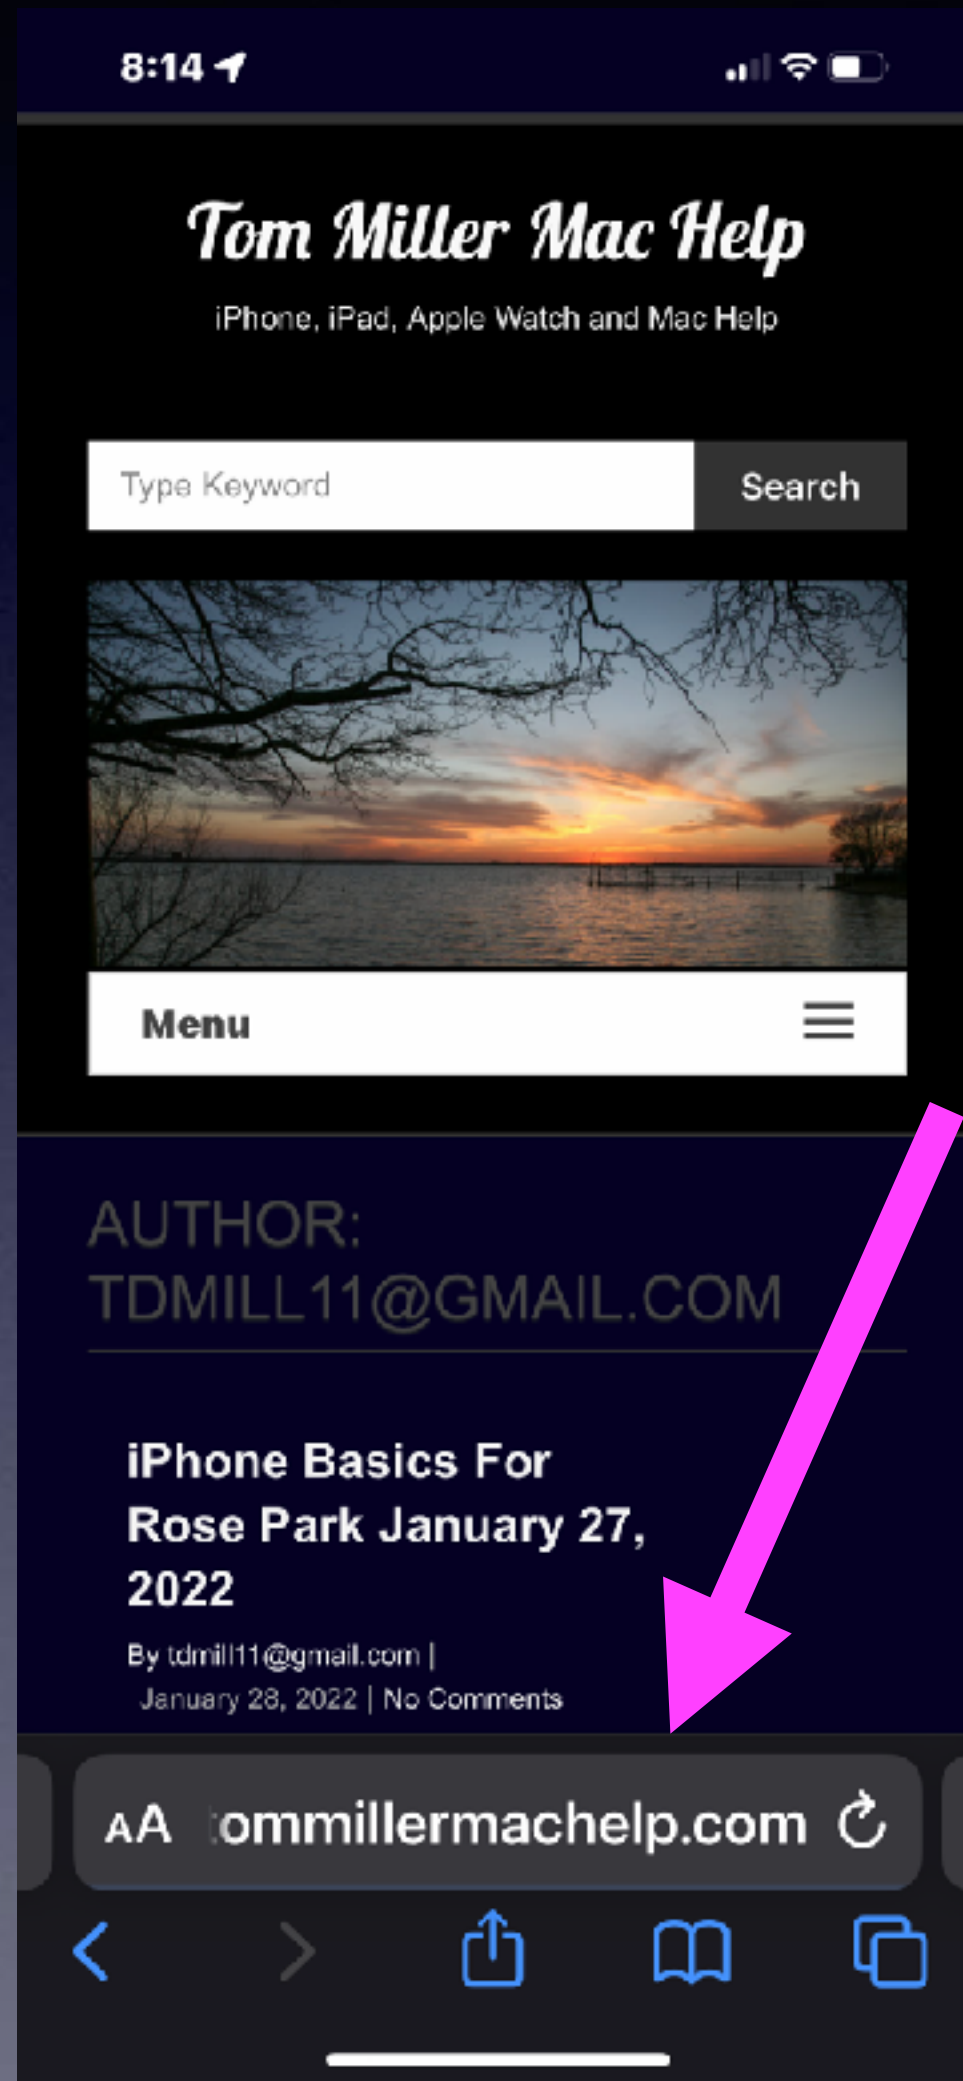 8:14
Tom Miller Mac Help
iPhone, iPad, Apple Watch and Mac Help
Type Keyword
Search
Menu
AUTHOR:
TDMILL11@GMAIL.COM
iPhone Basics For
Rose Park January 27,
2022
By tdmill11@gmail.com |
January 28, 2022 | No Comments
AA tommillermachelp.com